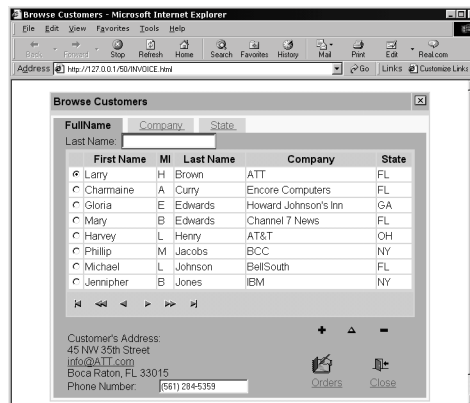 Browse Customers - Microsoft Internet Explorer
File Edit View Favorites Tools Help
Back Forward Stop Refresh Home Search Favorites History Mail Print Edit Real.com
Address http://127.0.0.1/50/INVOICE.html Go Links Customize Links
Browse Customers
FullName Company State
Last Name:
First Name MI Last Name Company State
Larry H Brown ATT FL
Charmaine A Curry Encore Computers FL
Gloria E Edwards Howard Johnson's Inn GA
Mary B Edwards Channel 7 News FL
Harvey L Henry AT&T OH
Phillip M Jacobs BCC NY
Michael L Johnson BellSouth FL
Jennipher B Jones IBM NY
Customer's Address:
45 NW 35th Street
info@ATT.com
Boca Raton, FL 33015
Phone Number: (561) 284-5359
Orders Close